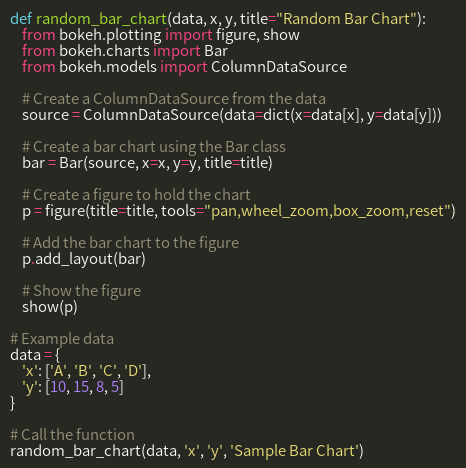 def random_bar_chart(data, x, y, title="Random Bar Chart"):
    from bokeh.plotting import figure, show
    from bokeh.charts import Bar
    from bokeh.models import ColumnDataSource

    # Create a ColumnDataSource from the data
    source = ColumnDataSource(data=dict(x=data[x], y=data[y]))

    # Create a bar chart using the Bar class
    bar = Bar(source, x=x, y=y, title=title)

    # Create a figure to hold the chart
    p = figure(title=title, tools="pan,wheel_zoom,box_zoom,reset")

    # Add the bar chart to the figure
    p.add_layout(bar)

    # Show the figure
    show(p)

# Example data
data = {
    'x': ['A', 'B', 'C', 'D'],
    'y': [10, 15, 8, 5]
}

# Call the function
random_bar_chart(data, 'x', 'y', 'Sample Bar Chart')